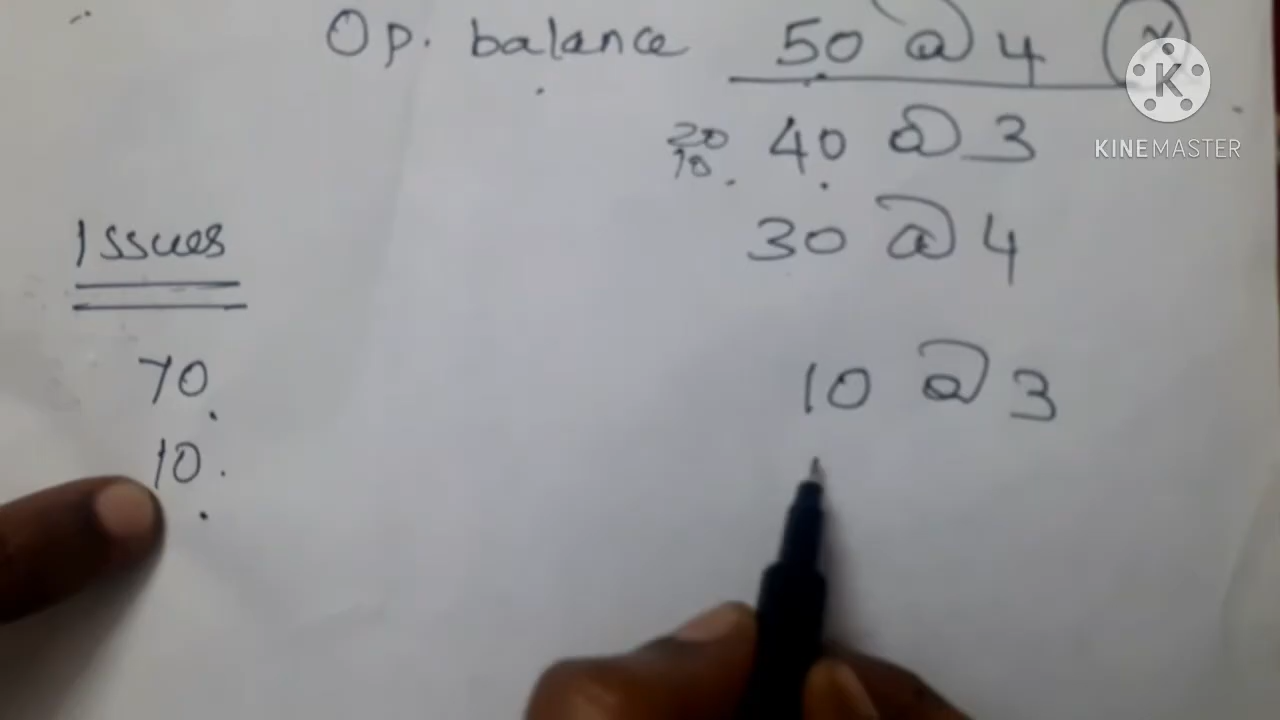 Op. balance 50 @ 4
20 40 @ 3
10
30 @ 4
Issues
70
10 @ 3
10
K
KINEMASTER